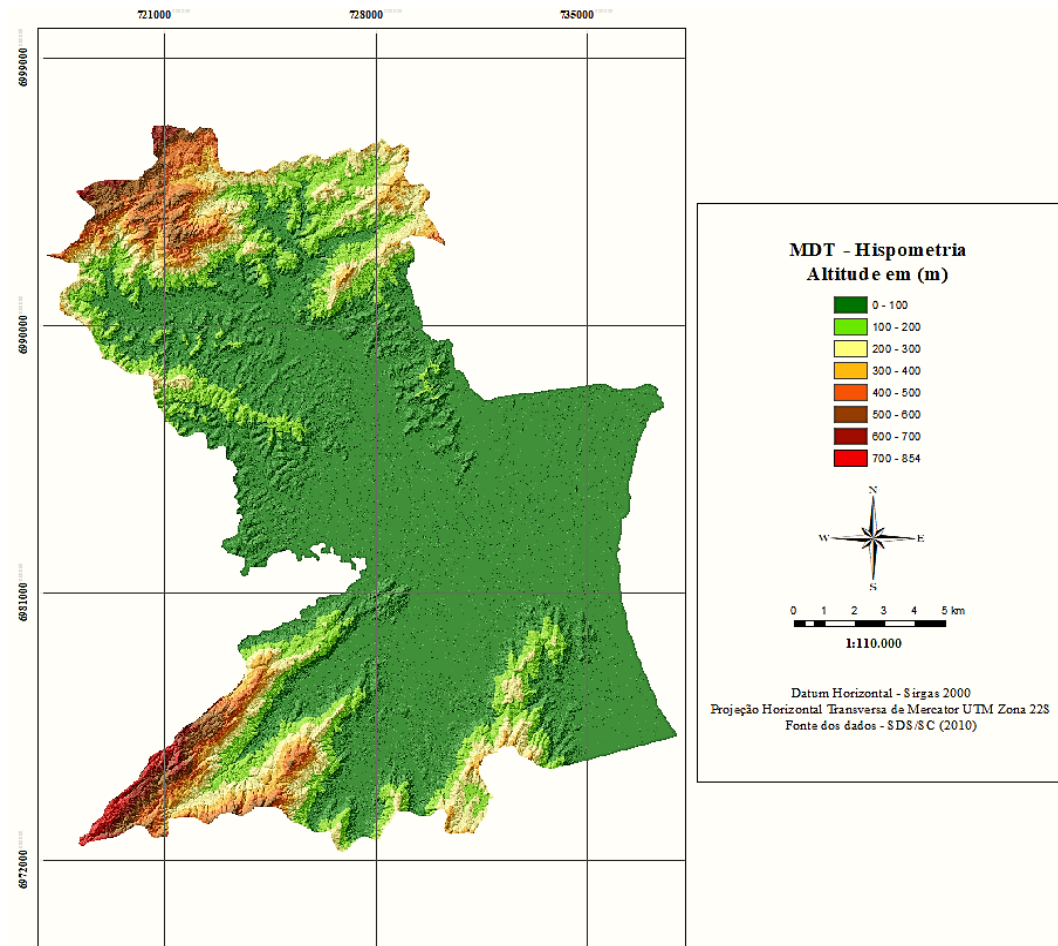 721000 728000 735000
6999000
6990000
6981000
6972000
MDT - Hispometria
Altitude em (m)
0 - 100
100 - 200
200 - 300
300 - 400
400 - 500
500 - 600
600 - 700
700 - 854
N
W E
S
0 1 2 3 4 5 km
1:110.000
Datum Horizontal - Sirgas 2000
Projeção Horizontal Transversa de Mercator UTM Zona 22S
Fonte dos dados - SDS/SC (2010)